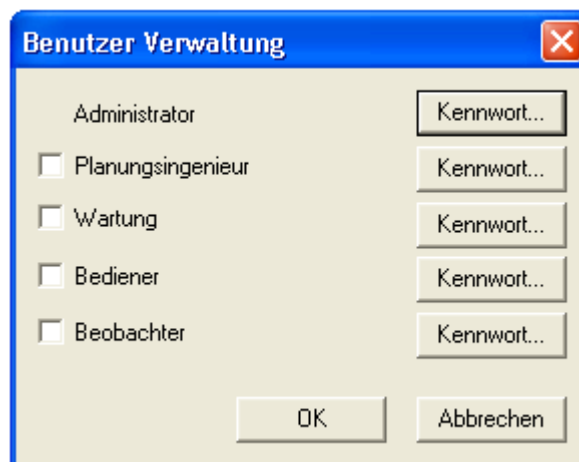 Benutzer Verwaltung
Administrator Kennwort...
Planungsingenieur Kennwort...
Wartung Kennwort...
Bediener Kennwort...
Beobachter Kennwort...
OK Abbrechen